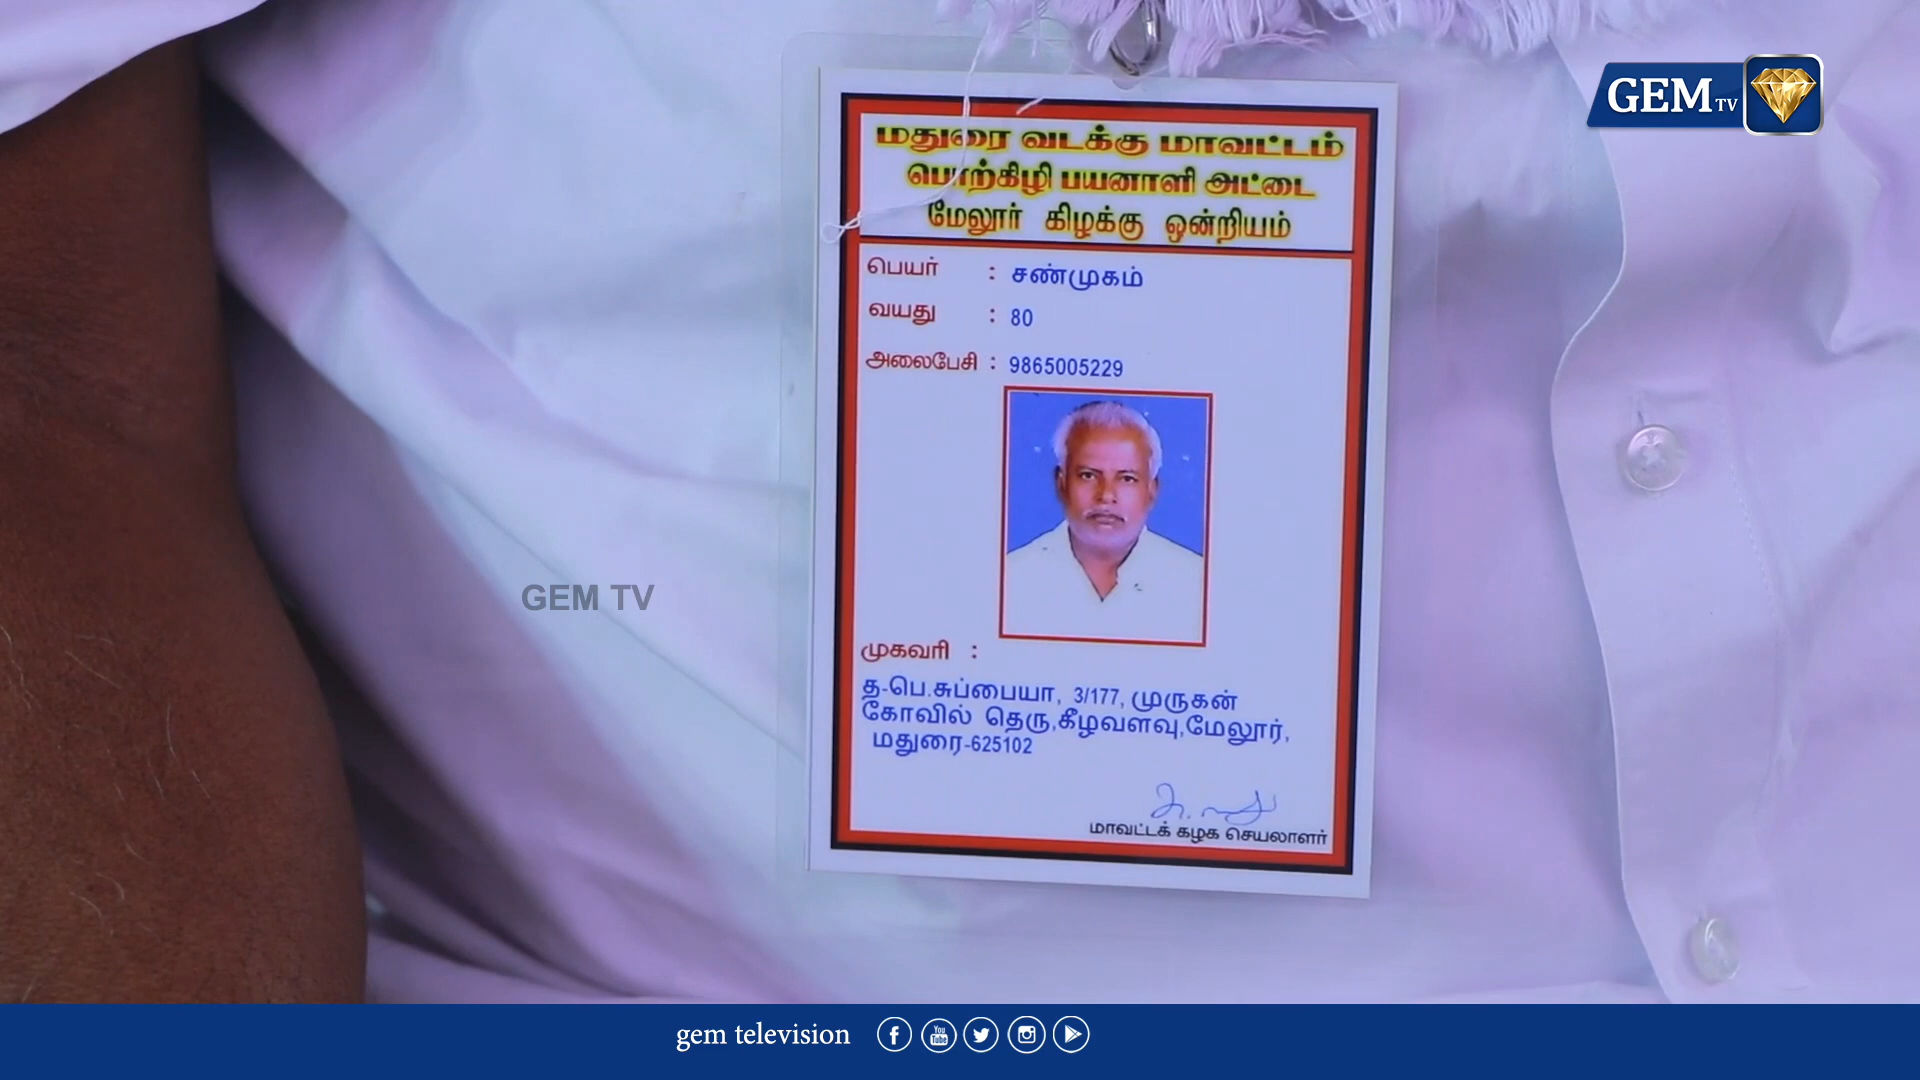 GEM TV
மதுரை வடக்கு மாவட்டம்
பொற்கிழி பயனாளி அட்டை
மேலூர் கிழக்கு ஒன்றியம்
பெயர் : சண்முகம்
வயது : 80
அலைபேசி : 9865005229
GEM TV
முகவரி :
த-பெ.சுப்பையா, 3/177, முருகன்
கோவில் தெரு,கீழவளவு,மேலூர்,
மதுரை-625102
மாவட்டக் கழக செயலாளர்
gem television